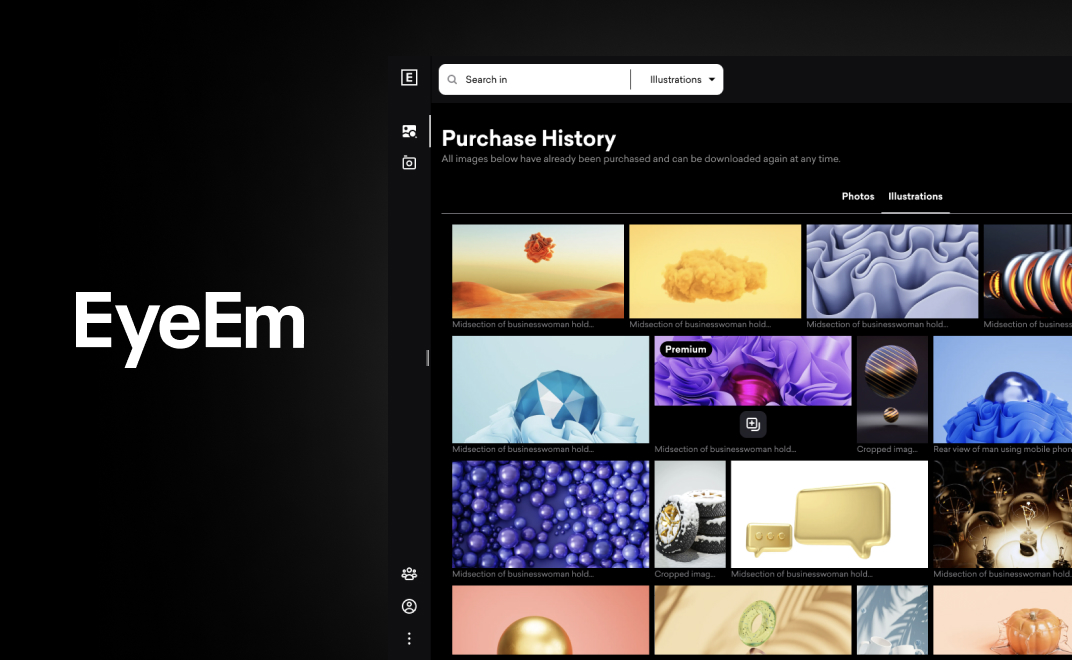 EyeEm
E
Search in
Illustrations
Purchase History
All images below have already been purchased and can be downloaded again at any time.
Photos Illustrations
Midsection of businesswoman hold... Midsection of businesswoman hold... Midsection of businesswoman hold... Midsection of business
Premium
Midsection of businesswoman hold... Midsection of businesswoman hold... Cropped imag... Rear view of man using mobile phon
Midsection of businesswoman hold... Cropped imag... Midsection of businesswoman hold... Midsection of businesswoman hold